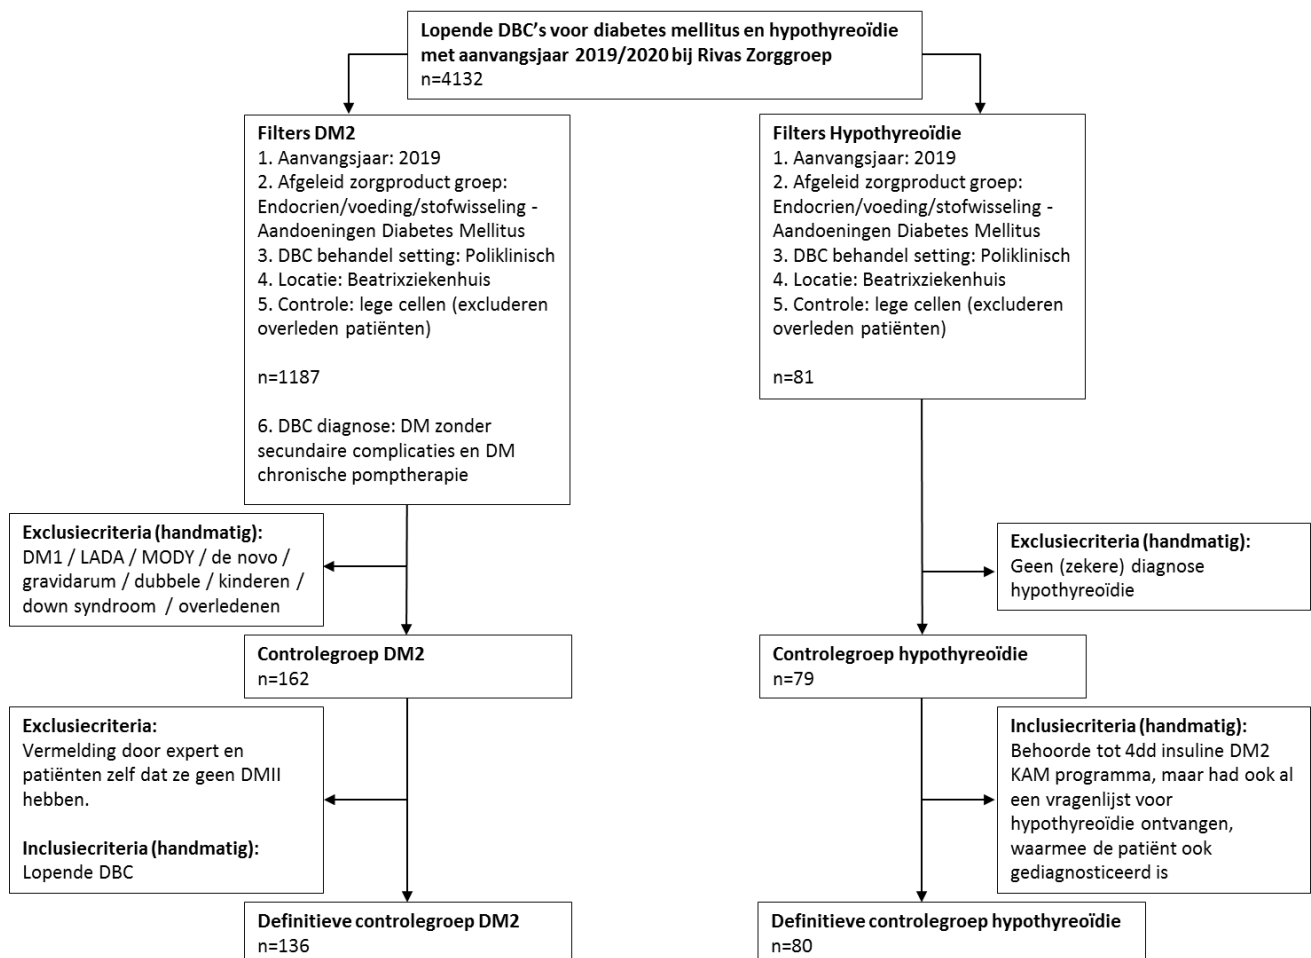 Lopende DBC’s voor diabetes mellitus en hypothyreoïdie
met aanvangsjaar 2019/2020 bij Rivas Zorggroep
n=4132
Filters DM2
1. Aanvangsjaar: 2019
2. Afgeleid zorgproduct groep:
Endocrien/voeding/stofwisseling -
Aandoeningen Diabetes Mellitus
3. DBC behandel setting: Poliklinisch
4. Locatie: Beatrixziekenhuis
5. Controle: lege cellen (excluderen
overleden patiënten)
n=1187
6. DBC diagnose: DM zonder
secundaire complicaties en DM
chronische pomptherapie
Filters Hypothyreoïdie
1. Aanvangsjaar: 2019
2. Afgeleid zorgproduct groep:
Endocrien/voeding/stofwisseling -
Aandoeningen Diabetes Mellitus
3. DBC behandel setting: Poliklinisch
4. Locatie: Beatrixziekenhuis
5. Controle: lege cellen (excluderen
overleden patiënten)
n=81
Exclusiecriteria (handmatig):
DM1 / LADA / MODY / de novo /
gravidarum / dubbele / kinderen /
down syndroom / overledenen
Exclusiecriteria (handmatig):
Geen (zekere) diagnose
hypothyreoïdie
Controlegroep DM2
n=162
Controlegroep hypothyreoïdie
n=79
Exclusiecriteria:
Vermelding door expert en
patiënten zelf dat ze geen DMII
hebben.
Inclusiecriteria (handmatig):
Lopende DBC
Inclusiecriteria (handmatig):
Behoorde tot 4dd insuline DM2
KAM programma, maar had ook al
een vragenlijst voor
hypothyreoïdie ontvangen,
waarmee de patiënt ook
gediagnosticeerd is
Definitieve controlegroep DM2
n=136
Definitieve controlegroep hypothyreoïdie
n=80